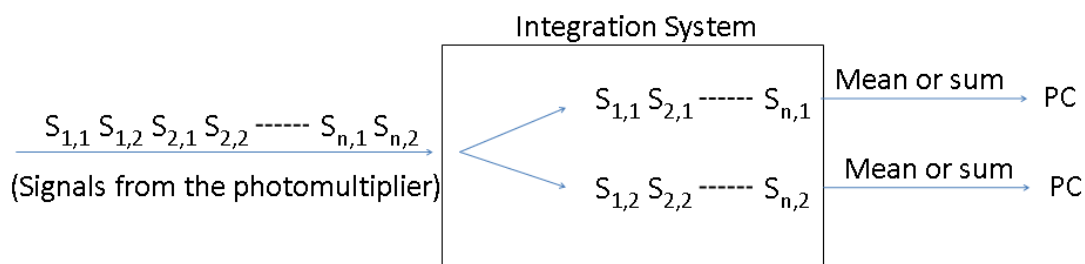 Integration System
S1,1 S2,1 ------ Sn,1
Mean or sum
PC
S1,1 S1,2 S2,1 S2,2 ------ Sn,1 Sn,2
(Signals from the photomultiplier)
S1,2 S2,2 ------ Sn,2
Mean or sum
PC